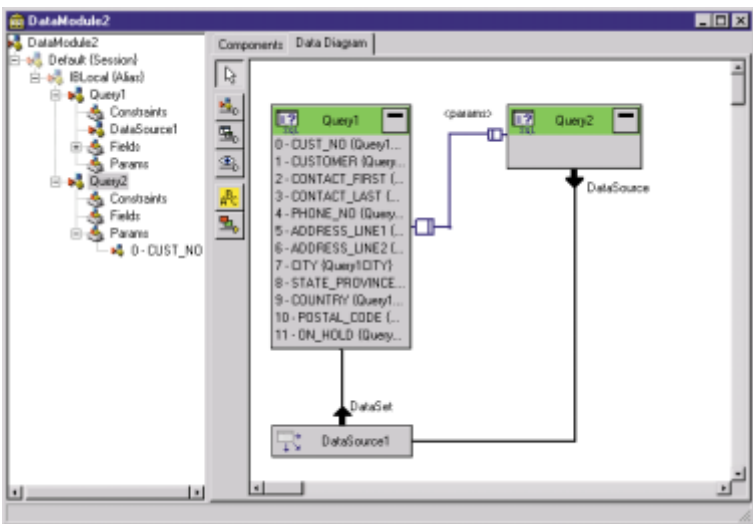 DataModule2
DataModule2
Default {Session}
IBLocal {Alias}
Query1
Constraints
DataSource1
Fields
Params
Query2
Constraints
Fields
Params
0 - CUST_NO
Components
Data Diagram
SQL
Query1
0 - CUST_NO {Query1...
1 - CUSTOMER {Query...
2 - CONTACT_FIRST {...
3 - CONTACT_LAST {...
4 - PHONE_NO {Query...
5 - ADDRESS_LINE1 {...
6 - ADDRESS_LINE2 {...
7 - CITY {Query1CITY}
8 - STATE_PROVINCE...
9 - COUNTRY {Query1...
10 - POSTAL_CODE {...
11 - ON_HOLD {Query...
<params>
SQL
Query2
DataSource
DataSet
DataSource1